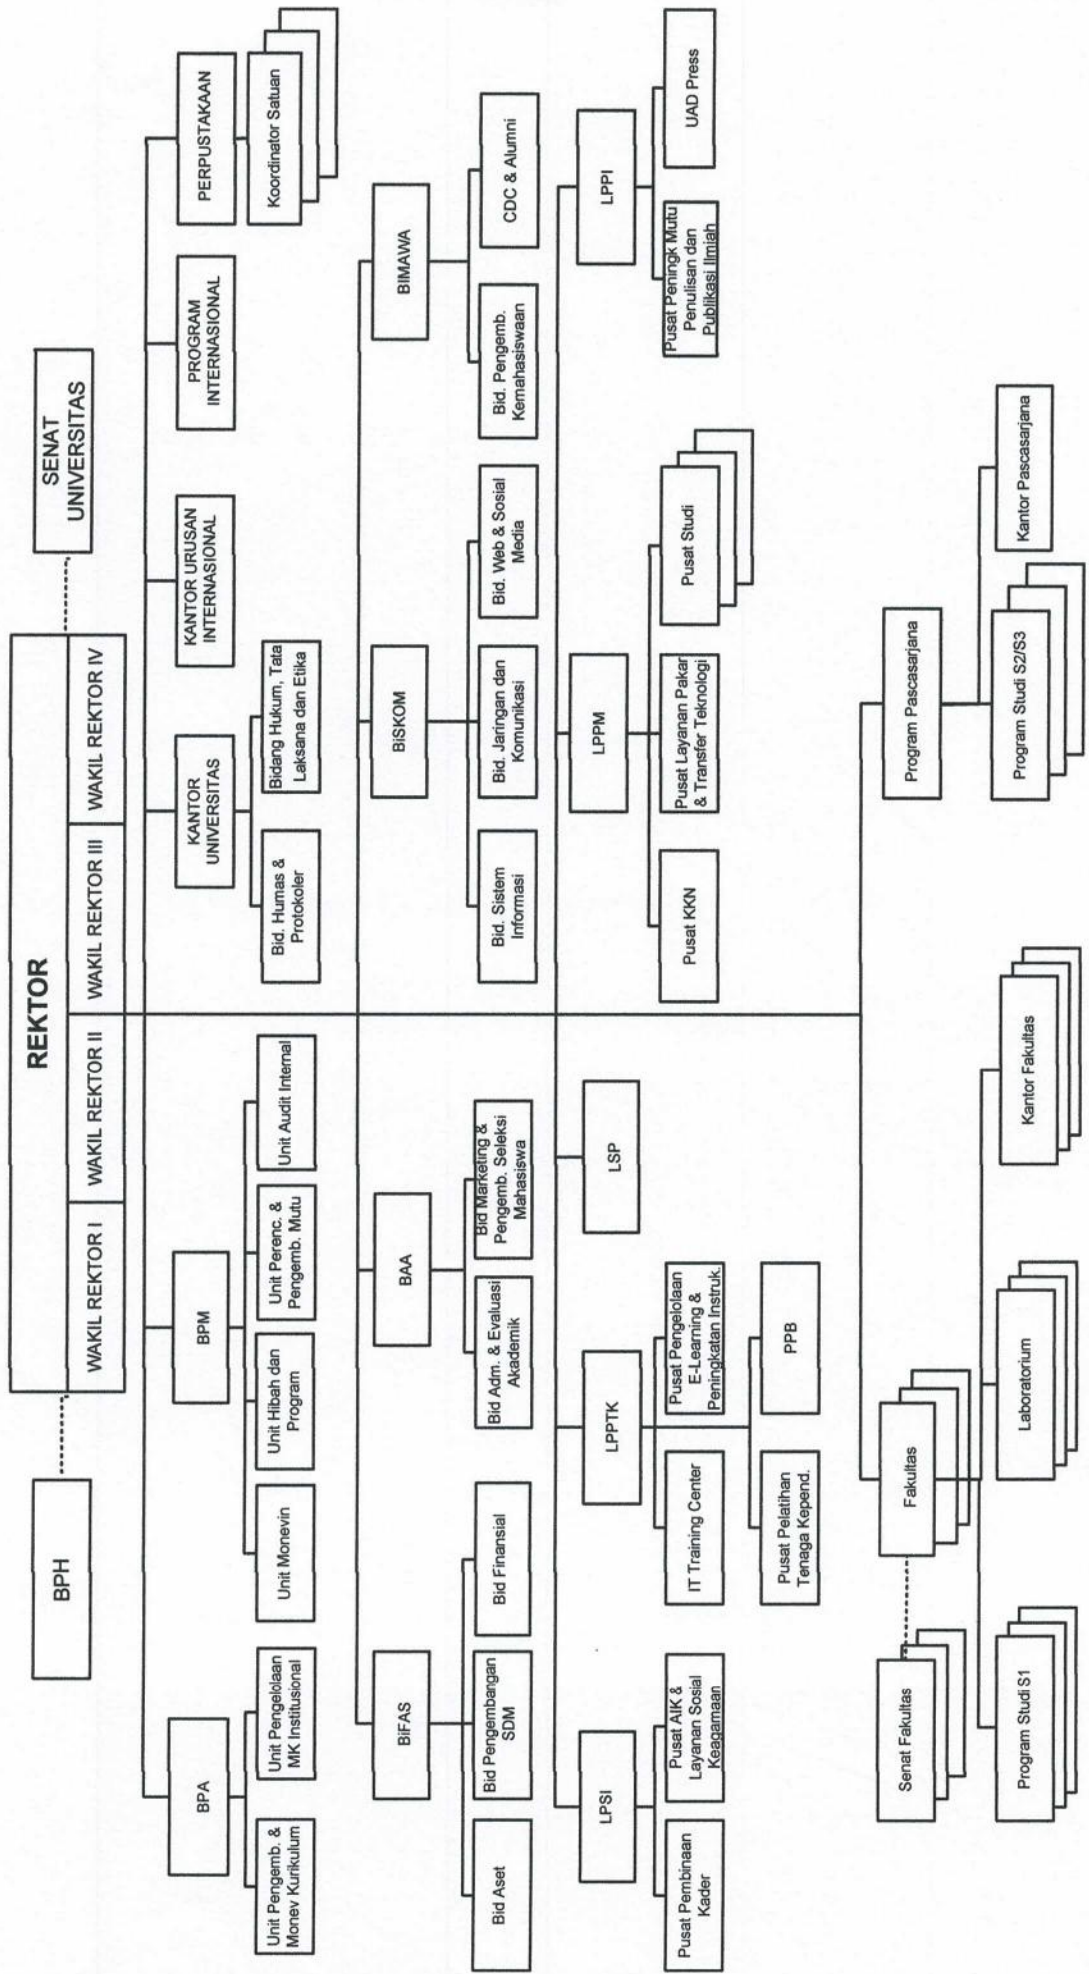 REKTOR
WAKIL REKTOR I
WAKIL REKTOR II
WAKIL REKTOR III
WAKIL REKTOR IV
BPH
SENAT
UNIVERSITAS
BPA
BPM
KANTOR
UNIVERSITAS
KANTOR URUSAN
INTERNASIONAL
PROGRAM
INTERNASIONAL
PERPUSTAKAAN
Unit Pengemb. &
Monev Kurikulum
Unit Pengelolaan
MK Institusional
Unit Monevin
Unit Hibah dan
Program
Unit Perenc. &
Pengemb. Mutu
Unit Audit Internal
Bid. Humas &
Protokoler
Bidang Hukum, Tata
Laksana dan Etika
Koordinator Satuan
BiFAS
BAA
BiSKOM
BIMAWA
Bid Aset
Bid Pengembangan
SDM
Bid Finansial
Bid Adm. & Evaluasi
Akademik
Bid Marketing &
Pengemb. Seleksi
Mahasiswa
Bid. Sistem
Informasi
Bid. Jaringan dan
Komunikasi
Bid. Web & Sosial
Media
Bid. Pengemb.
Kemahasiswaan
CDC & Alumni
LPSI
LPPTK
LSP
LPPM
LPPI
Pusat Pembinaan
Kader
Pusat AIK &
Layanan Sosial
Keagamaan
IT Training Center
Pusat Pengelolaan
E-Learning &
Peningkatan Instruk.
Pusat Pelatihan
Tenaga Kepend.
PPB
Pusat KKN
Pusat Layanan Pakar
& Transfer Teknologi
Pusat Studi
Pusat Peningk Mutu
Penulisan dan
Publikasi Ilmiah
UAD Press
Senat Fakultas
Fakultas
Program Pascasarjana
Program Studi S1
Laboratorium
Kantor Fakultas
Program Studi S2/S3
Kantor Pascasarjana